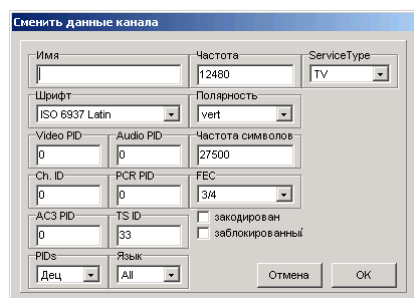 Сменить данные канала
Имя
Частота
ServiceType
12480
TV
Шрифт
Полярность
ISO 6937 Latin
vert
Video PID
Audio PID
Частота символов
0
0
27500
Ch. ID
PCR PID
FEC
0
0
3/4
AC3 PID
TS ID
закодирован
0
33
заблокированный
PIDs
Язык
Дец
All
Отмена
OK